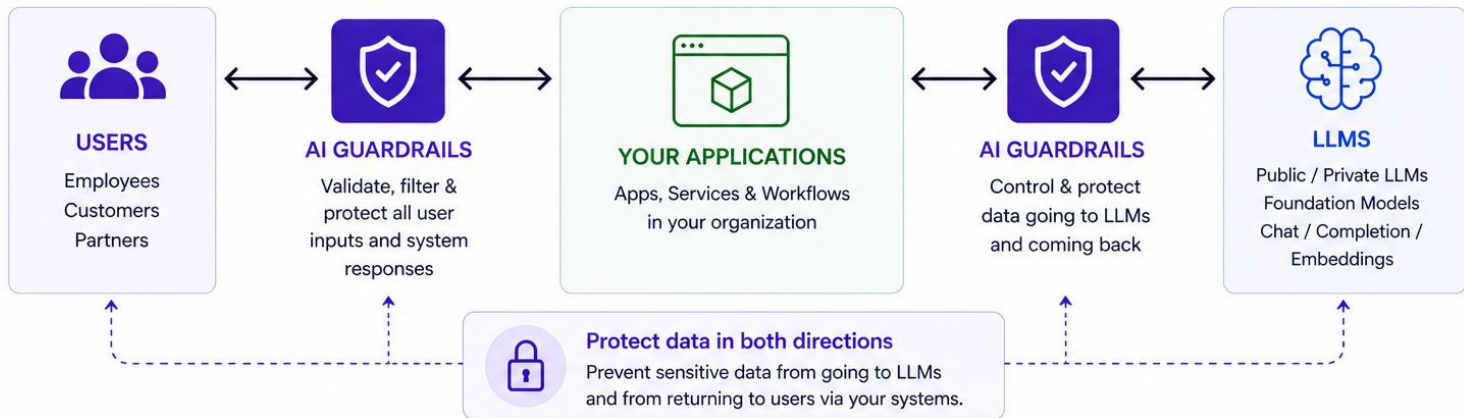 USERS
Employees
Customers
Partners
AI GUARDRAILS
Validate, filter &
protect all user
inputs and system
responses
YOUR APPLICATIONS
Apps, Services & Workflows
in your organization
AI GUARDRAILS
Control & protect
data going to LLMs
and coming back
LLMS
Public / Private LLMs
Foundation Models
Chat / Completion /
Embeddings
Protect data in both directions
Prevent sensitive data from going to LLMs
and from returning to users via your systems.